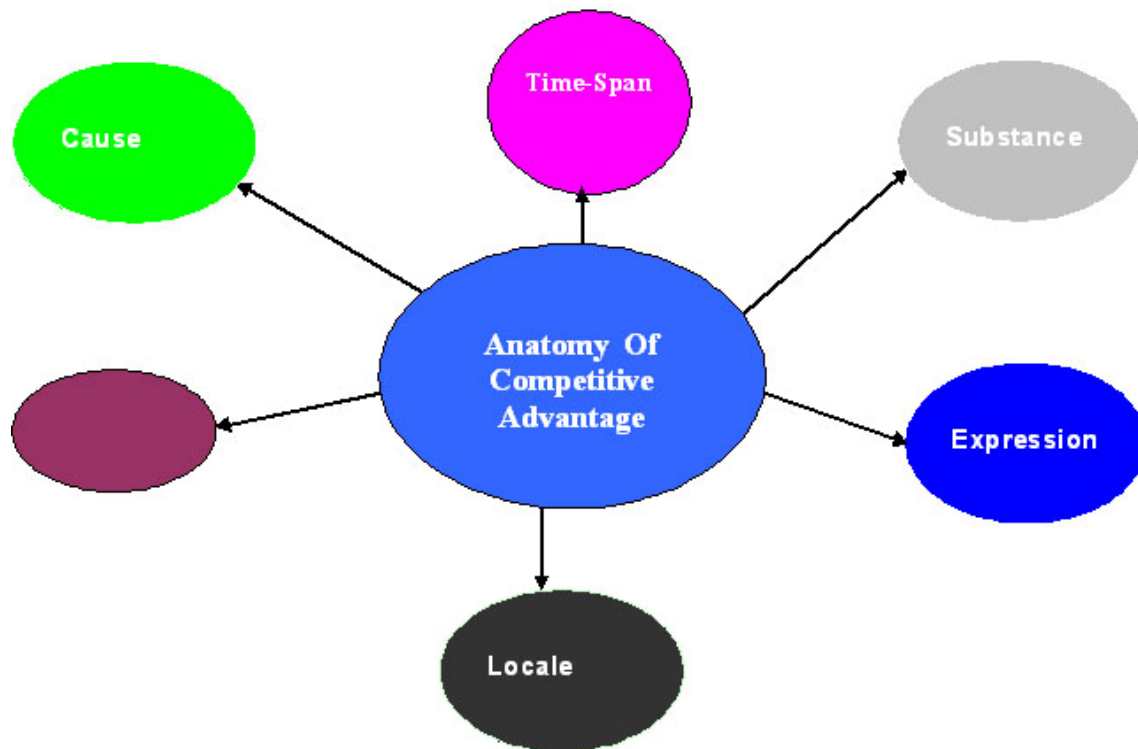 Time-Span
Cause
Substance
Anatomy Of
Competitive
Advantage
Expression
Locale